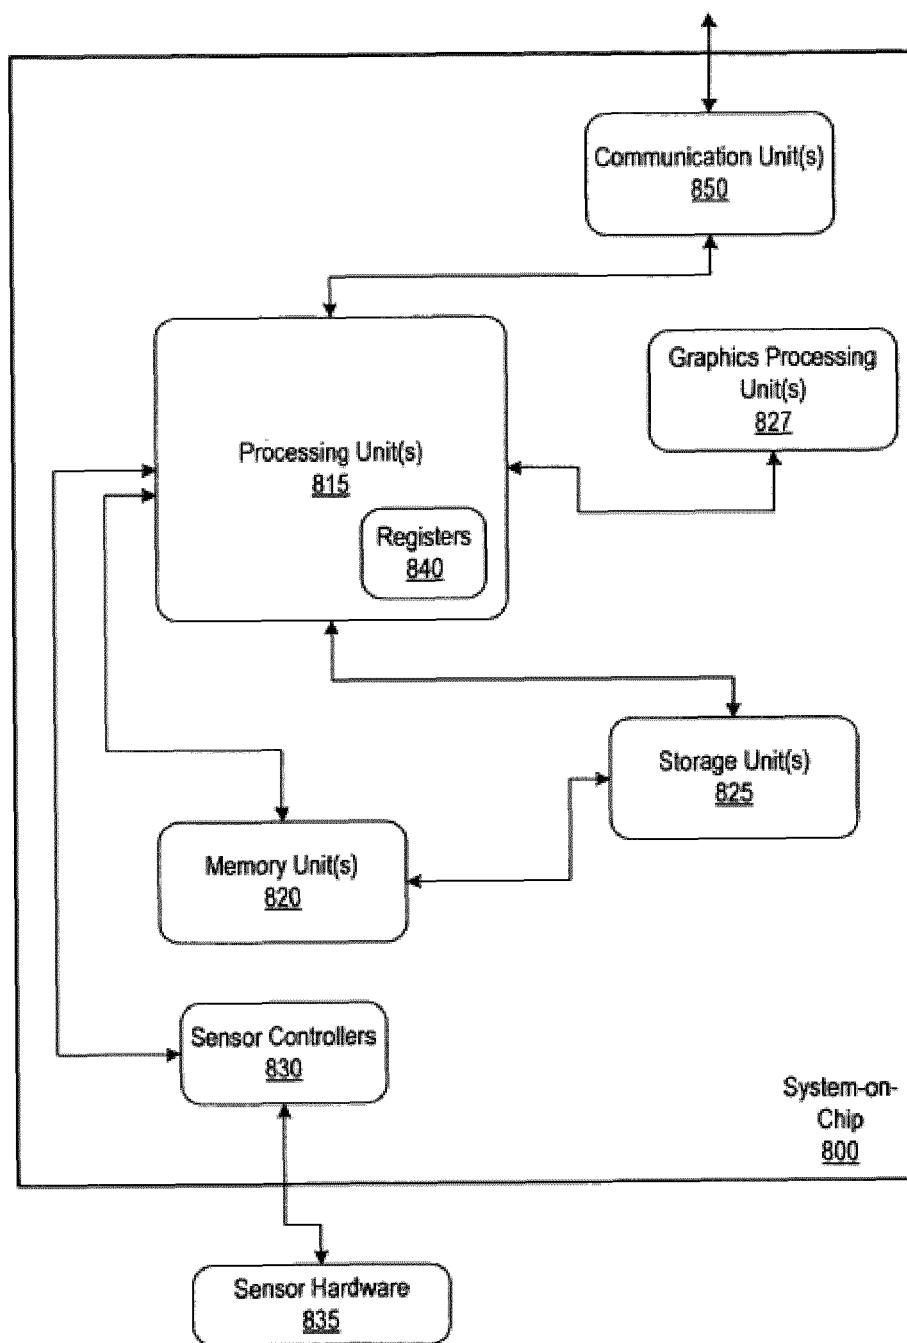 Communication Unit(s)
850
Graphics Processing
Unit(s)
827
Processing Unit(s)
815
Registers
840
Storage Unit(s)
825
Memory Unit(s)
820
Sensor Controllers
830
System-on-
Chip
800
Sensor Hardware
835